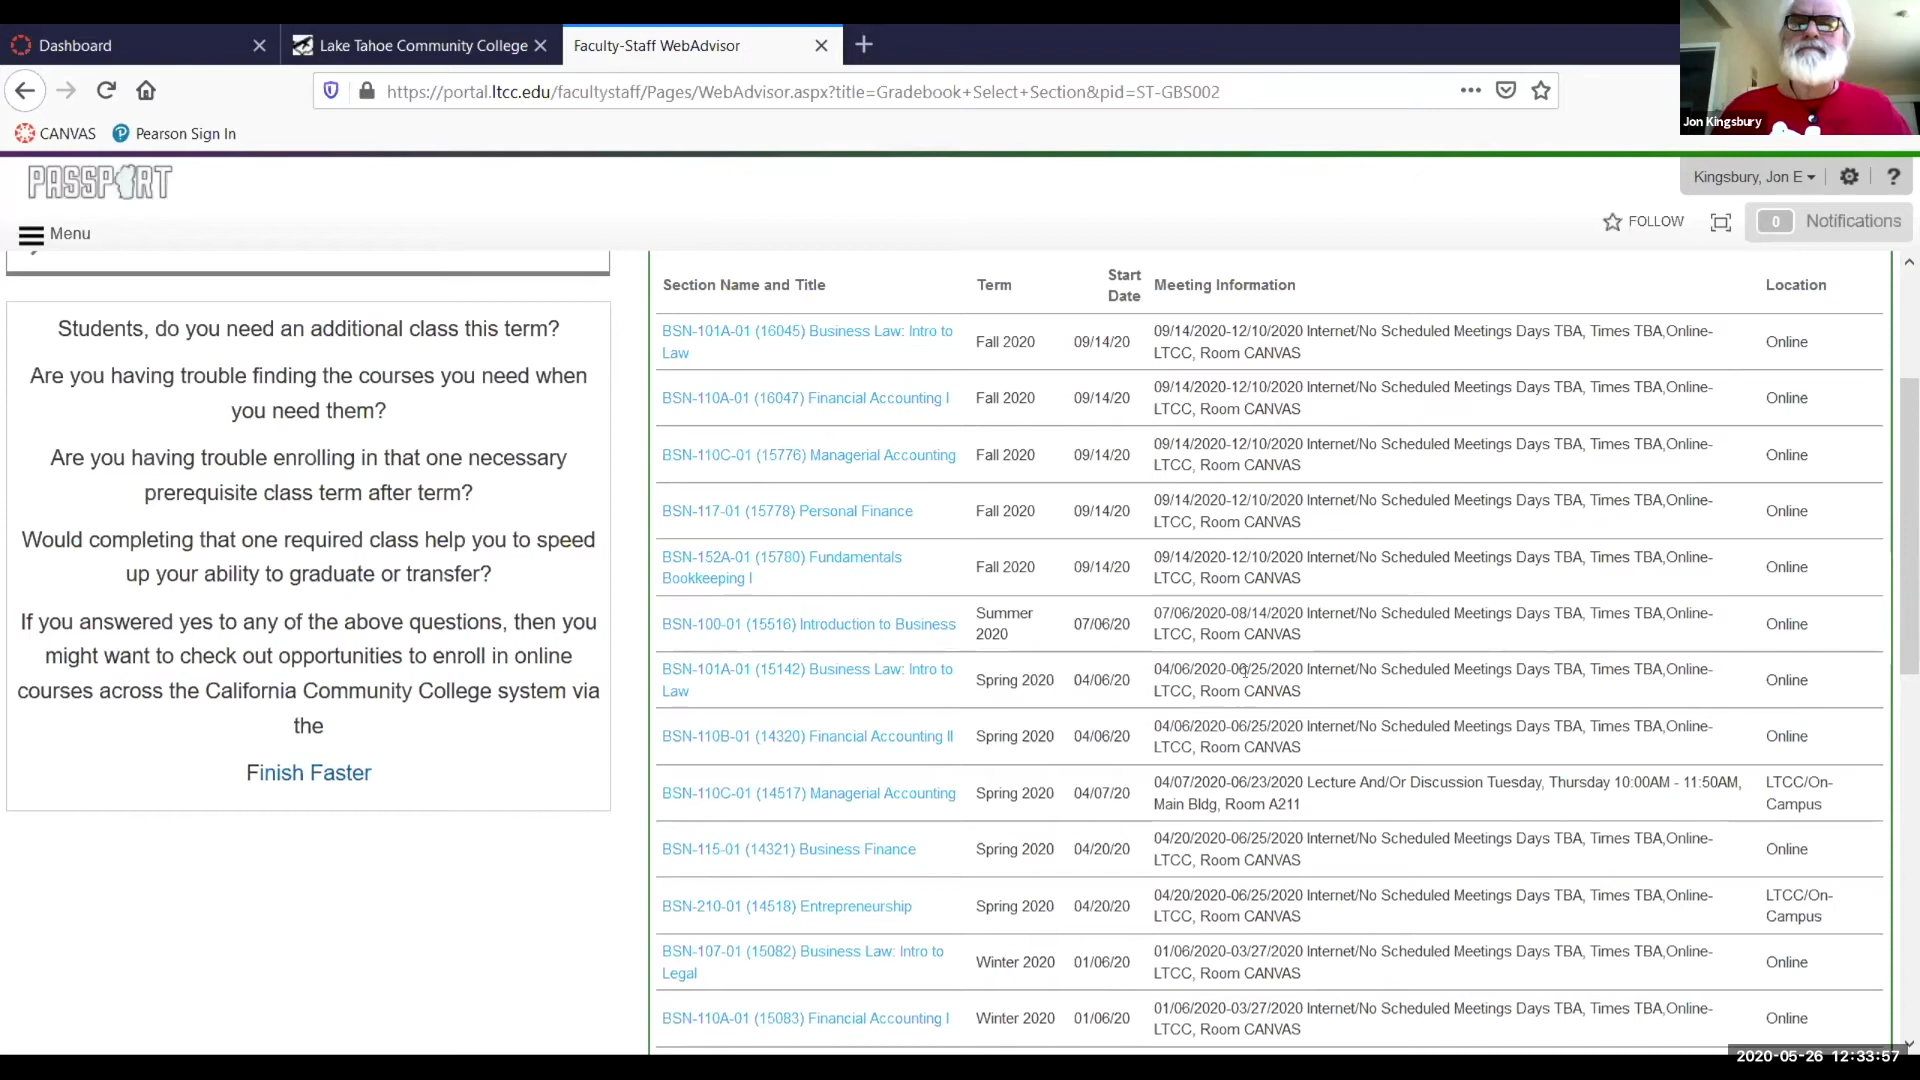 Dashboard
Lake Tahoe Community College
Faculty-Staff WebAdvisor
https://portal.ltcc.edu/facultystaff/Pages/WebAdvisor.aspx?title=Gradebook+Select+Section&pid=ST-GBS002
CANVAS
Pearson Sign In
Jon Kingsbury
PASSPORT
Kingsbury, Jon E
?
Menu
FOLLOW
0
Notifications
Students, do you need an additional class this term?
Are you having trouble finding the courses you need when
you need them?
Are you having trouble enrolling in that one necessary
prerequisite class term after term?
Would completing that one required class help you to speed
up your ability to graduate or transfer?
If you answered yes to any of the above questions, then you
might want to check out opportunities to enroll in online
courses across the California Community College system via
the
Finish Faster
Section Name and Title Term Start Date Meeting Information Location
BSN-101A-01 (16045) Business Law: Intro to Fall 2020 09/14/20 09/14/2020-12/10/2020 Internet/No Scheduled Meetings Days TBA, Times TBA,Online- Online
Law LTCC, Room CANVAS
BSN-110A-01 (16047) Financial Accounting I Fall 2020 09/14/20 09/14/2020-12/10/2020 Internet/No Scheduled Meetings Days TBA, Times TBA,Online- Online
LTCC, Room CANVAS
BSN-110C-01 (15776) Managerial Accounting Fall 2020 09/14/20 09/14/2020-12/10/2020 Internet/No Scheduled Meetings Days TBA, Times TBA,Online- Online
LTCC, Room CANVAS
BSN-117-01 (15778) Personal Finance Fall 2020 09/14/20 09/14/2020-12/10/2020 Internet/No Scheduled Meetings Days TBA, Times TBA,Online- Online
LTCC, Room CANVAS
BSN-152A-01 (15780) Fundamentals Fall 2020 09/14/20 09/14/2020-12/10/2020 Internet/No Scheduled Meetings Days TBA, Times TBA,Online- Online
Bookkeeping I LTCC, Room CANVAS
BSN-100-01 (15516) Introduction to Business Summer 07/06/20 07/06/2020-08/14/2020 Internet/No Scheduled Meetings Days TBA, Times TBA,Online- Online
2020 LTCC, Room CANVAS
BSN-101A-01 (15142) Business Law: Intro to Spring 2020 04/06/20 04/06/2020-06/25/2020 Internet/No Scheduled Meetings Days TBA, Times TBA,Online- Online
Law LTCC, Room CANVAS
BSN-110B-01 (14320) Financial Accounting II Spring 2020 04/06/20 04/06/2020-06/25/2020 Internet/No Scheduled Meetings Days TBA, Times TBA,Online- Online
LTCC, Room CANVAS
BSN-110C-01 (14517) Managerial Accounting Spring 2020 04/07/20 04/07/2020-06/23/2020 Lecture And/Or Discussion Tuesday, Thursday 10:00AM - 11:50AM, LTCC/On-
Main Bldg, Room A211 Campus
BSN-115-01 (14321) Business Finance Spring 2020 04/20/20 04/20/2020-06/25/2020 Internet/No Scheduled Meetings Days TBA, Times TBA,Online- Online
LTCC, Room CANVAS
BSN-210-01 (14518) Entrepreneurship Spring 2020 04/20/20 04/20/2020-06/25/2020 Internet/No Scheduled Meetings Days TBA, Times TBA,Online- LTCC/On-
LTCC, Room CANVAS Campus
BSN-107-01 (15082) Business Law: Intro to Winter 2020 01/06/20 01/06/2020-03/27/2020 Internet/No Scheduled Meetings Days TBA, Times TBA,Online- Online
Legal LTCC, Room CANVAS
BSN-110A-01 (15083) Financial Accounting I Winter 2020 01/06/20 01/06/2020-03/27/2020 Internet/No Scheduled Meetings Days TBA, Times TBA,Online- Online
LTCC, Room CANVAS
2020-05-26 12:33:57